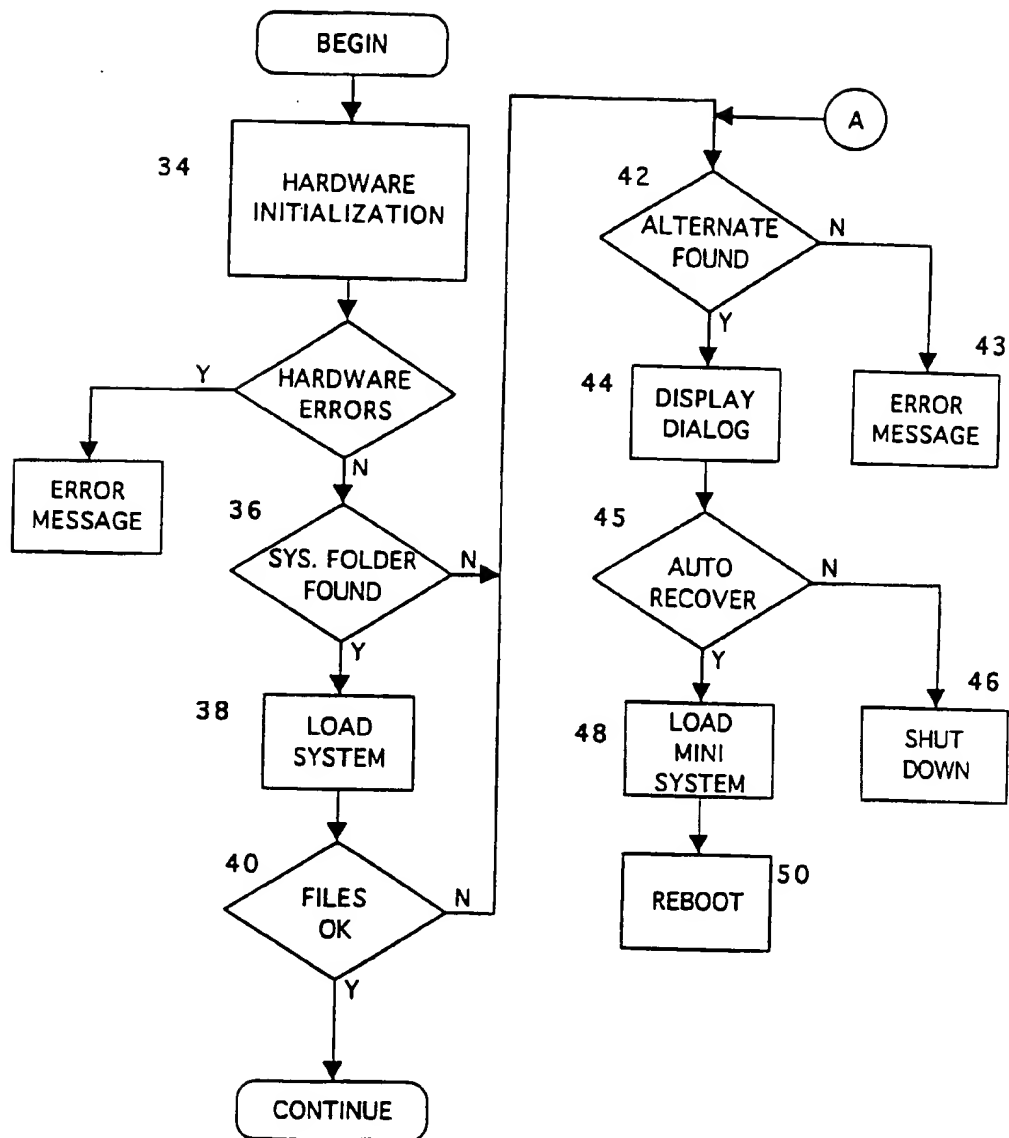 BEGIN
34
HARDWARE
INITIALIZATION
HARDWARE
ERRORS
Y
N
ERROR
MESSAGE
36
SYS. FOLDER
FOUND
N
Y
38
LOAD
SYSTEM
40
FILES
OK
N
Y
CONTINUE
A
42
ALTERNATE
FOUND
N
Y
43
ERROR
MESSAGE
44
DISPLAY
DIALOG
45
AUTO
RECOVER
N
Y
46
SHUT
DOWN
48
LOAD
MINI
SYSTEM
50
REBOOT